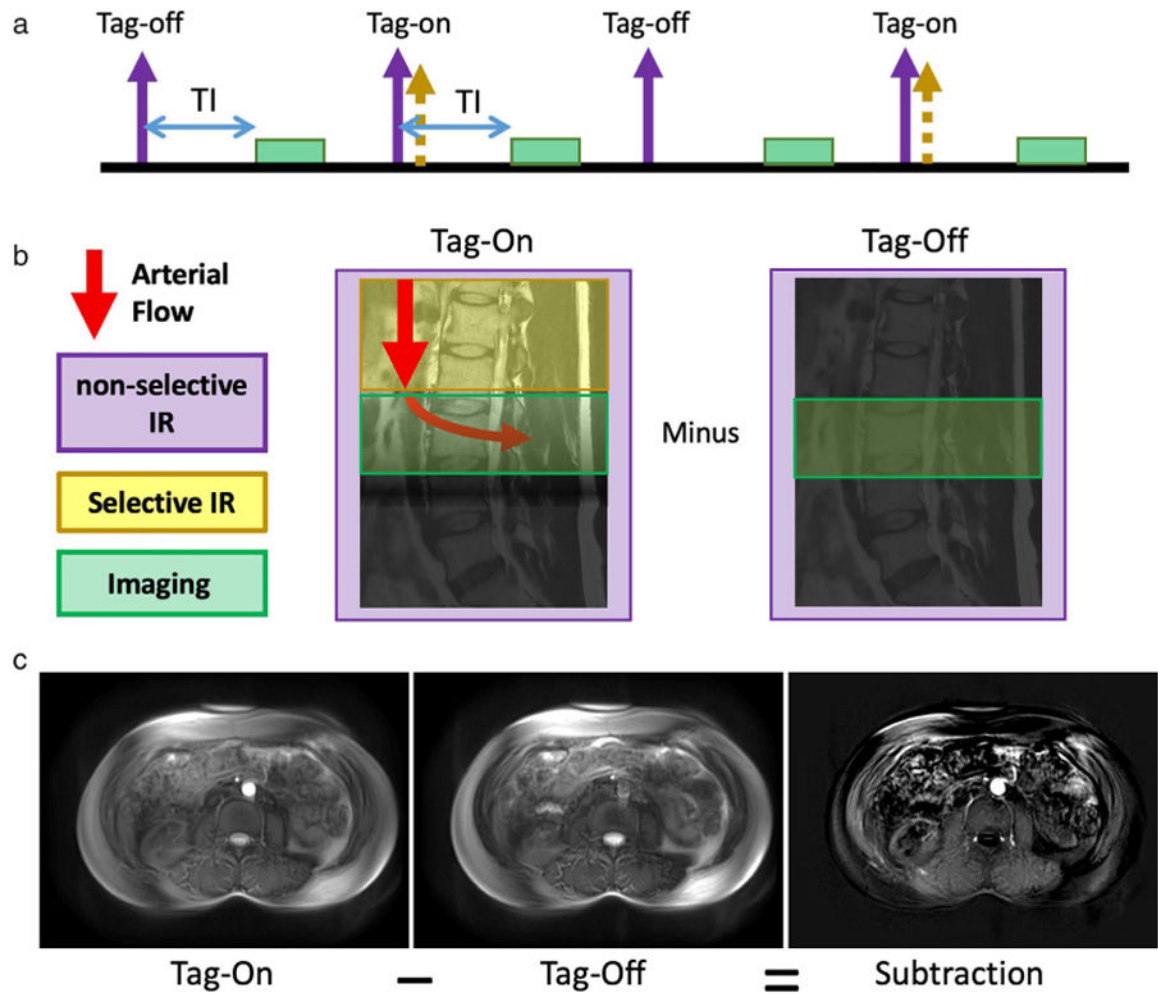 a
Tag-off Tag-on Tag-off Tag-on
TI TI
b
Tag-On Tag-Off
Arterial
Flow
non-selective
IR
Minus
Selective IR
Imaging
c
Tag-On − Tag-Off = Subtraction